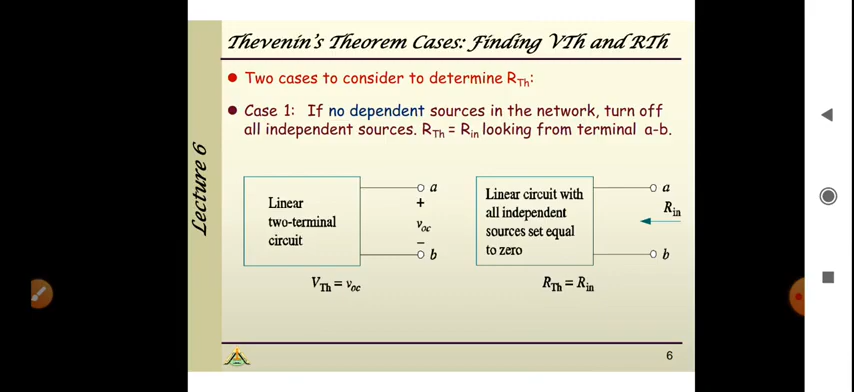 Thevenin's Theorem Cases: Finding VTh and RTh
Two cases to consider to determine RTh:
Case 1: If no dependent sources in the network, turn off
all independent sources. RTh = Rin looking from terminal a-b.
Lecture 6
Linear
two-terminal
circuit
a
+
voc
–
b
VTh = voc
Linear circuit with
all independent
sources set equal
to zero
a
Rin
b
RTh = Rin
6